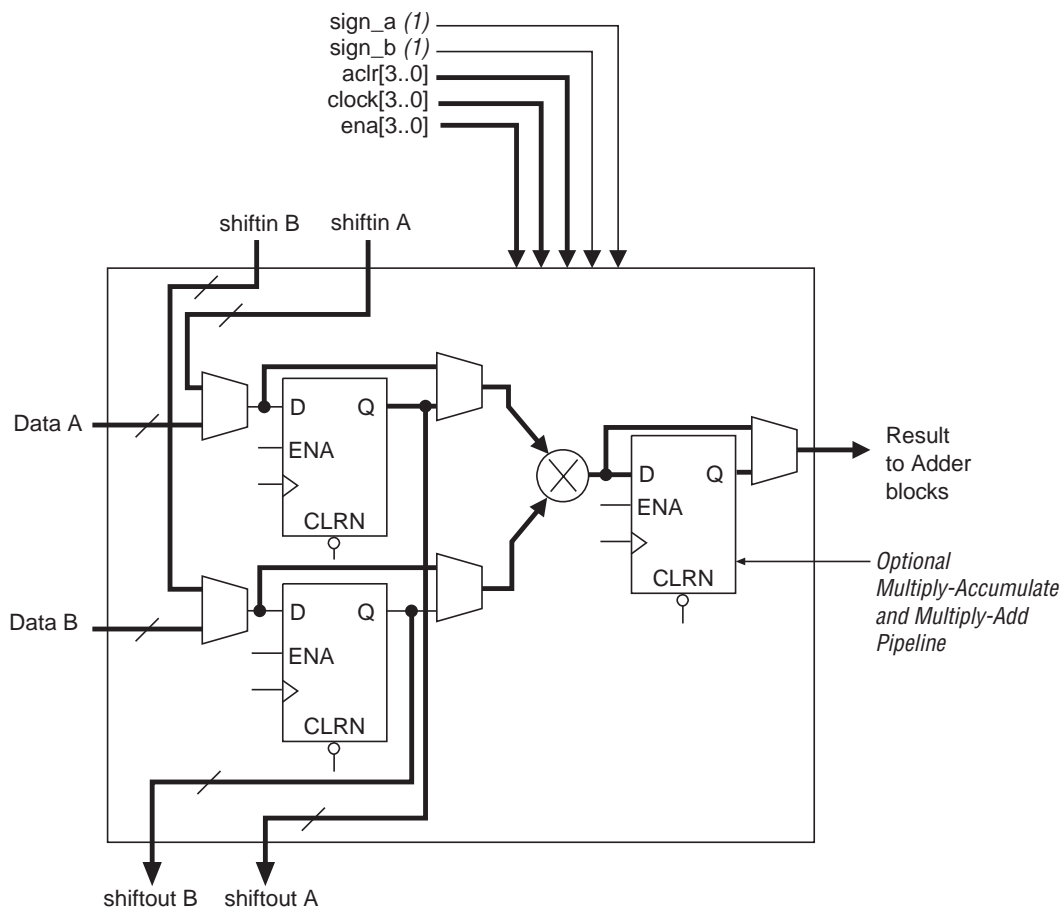 sign_a (1)
sign_b (1)
aclr[3..0]
clock[3..0]
ena[3..0]
shiftin B
shiftin A
Data A
D
Q
ENA
CLRN
Data B
D
Q
ENA
CLRN
D
Q
ENA
CLRN
Result
to Adder
blocks
Optional
Multiply-Accumulate
and Multiply-Add
Pipeline
shiftout B
shiftout A